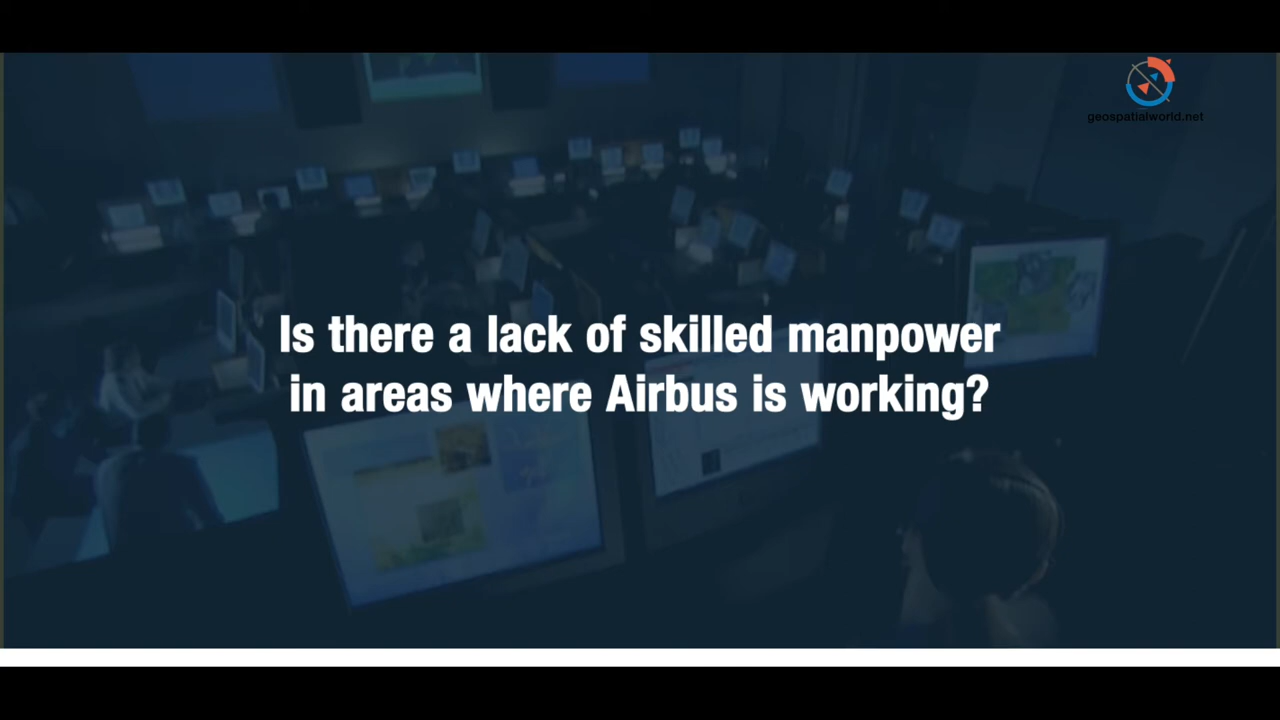 geospatialworld.net
Is there a lack of skilled manpower
in areas where Airbus is working?